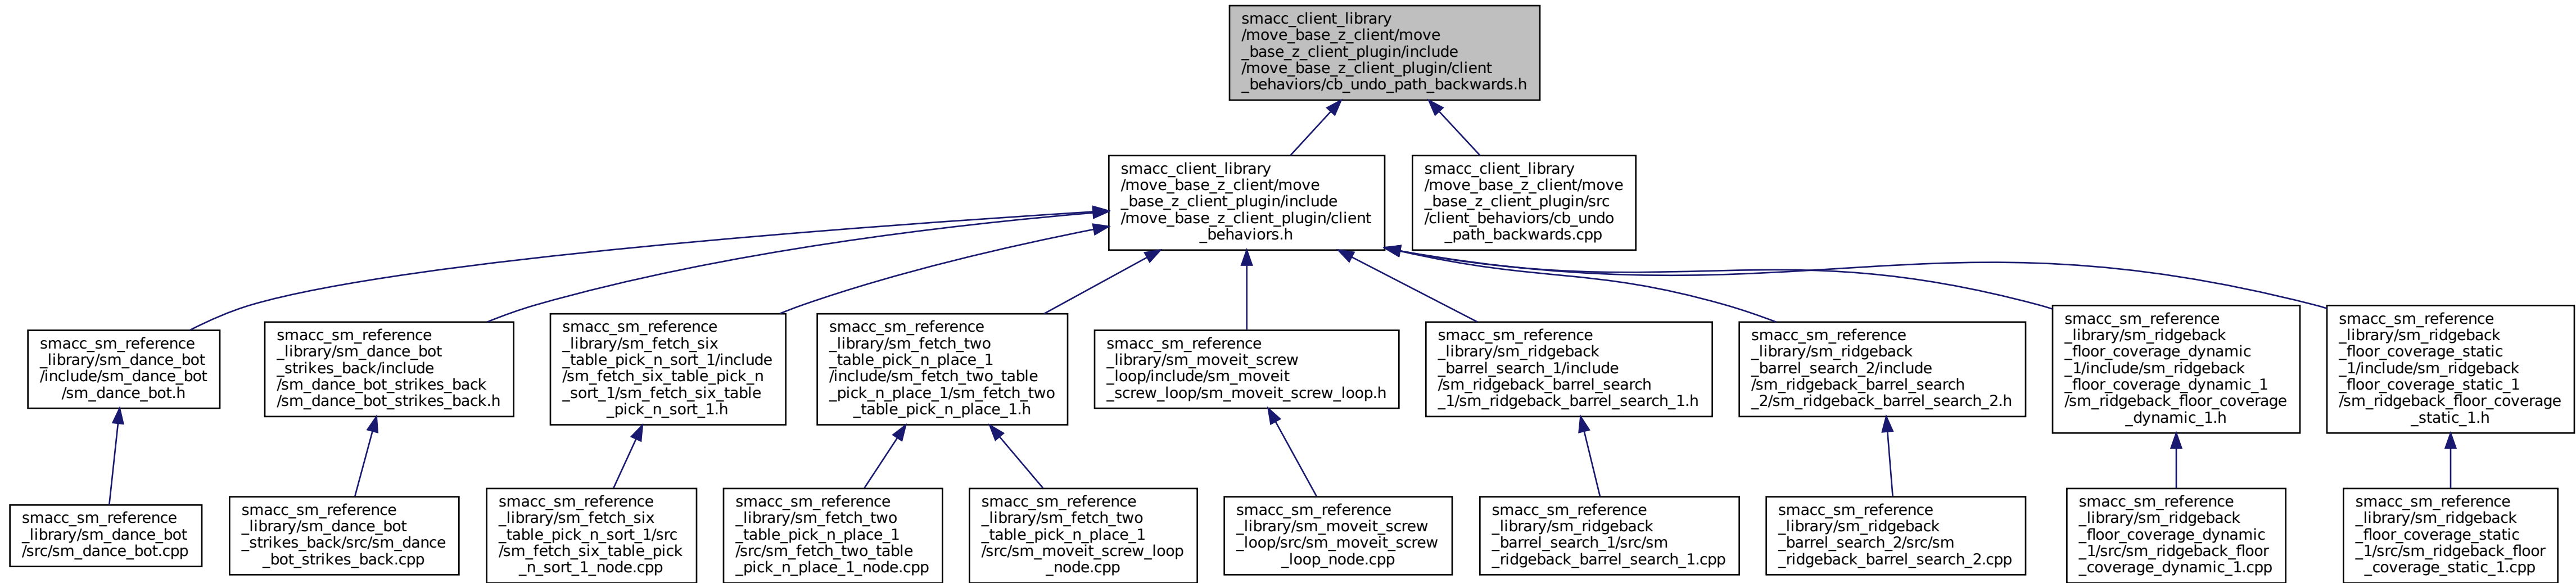 smacc_client_library
/move_base_z_client/move
_base_z_client_plugin/include
/move_base_z_client_plugin/client
_behaviors/cb_undo_path_backwards.h
smacc_client_library
/move_base_z_client/move
_base_z_client_plugin/include
/move_base_z_client_plugin/client
_behaviors.h
smacc_client_library
/move_base_z_client/move
_base_z_client_plugin/src
/client_behaviors/cb_undo
_path_backwards.cpp
smacc_sm_reference
_library/sm_dance_bot
/include/sm_dance_bot
/sm_dance_bot.h
smacc_sm_reference
_library/sm_dance_bot
_strikes_back/include
/sm_dance_bot_strikes_back
/sm_dance_bot_strikes_back.h
smacc_sm_reference
_library/sm_fetch_six
_table_pick_n_sort_1/include
/sm_fetch_six_table_pick_n
_sort_1/sm_fetch_six_table
_pick_n_sort_1.h
smacc_sm_reference
_library/sm_fetch_two
_table_pick_n_place_1
/include/sm_fetch_two_table
_pick_n_place_1/sm_fetch_two
_table_pick_n_place_1.h
smacc_sm_reference
_library/sm_moveit_screw
_loop/include/sm_moveit
_screw_loop/sm_moveit_screw_loop.h
smacc_sm_reference
_library/sm_ridgeback
_barrel_search_1/include
/sm_ridgeback_barrel_search
_1/sm_ridgeback_barrel_search_1.h
smacc_sm_reference
_library/sm_ridgeback
_barrel_search_2/include
/sm_ridgeback_barrel_search
_2/sm_ridgeback_barrel_search_2.h
smacc_sm_reference
_library/sm_ridgeback
_floor_coverage_dynamic
_1/include/sm_ridgeback
_floor_coverage_dynamic_1
/sm_ridgeback_floor_coverage
_dynamic_1.h
smacc_sm_reference
_library/sm_ridgeback
_floor_coverage_static
_1/include/sm_ridgeback
_floor_coverage_static_1
/sm_ridgeback_floor_coverage
_static_1.h
smacc_sm_reference
_library/sm_dance_bot
/src/sm_dance_bot.cpp
smacc_sm_reference
_library/sm_dance_bot
_strikes_back/src/sm_dance
_bot_strikes_back.cpp
smacc_sm_reference
_library/sm_fetch_six
_table_pick_n_sort_1/src
/sm_fetch_six_table_pick
_n_sort_1_node.cpp
smacc_sm_reference
_library/sm_fetch_two
_table_pick_n_place_1
/src/sm_fetch_two_table
_pick_n_place_1_node.cpp
smacc_sm_reference
_library/sm_fetch_two
_table_pick_n_place_1
/src/sm_moveit_screw_loop
_node.cpp
smacc_sm_reference
_library/sm_moveit_screw
_loop/src/sm_moveit_screw
_loop_node.cpp
smacc_sm_reference
_library/sm_ridgeback
_barrel_search_1/src/sm
_ridgeback_barrel_search_1.cpp
smacc_sm_reference
_library/sm_ridgeback
_barrel_search_2/src/sm
_ridgeback_barrel_search_2.cpp
smacc_sm_reference
_library/sm_ridgeback
_floor_coverage_dynamic
_1/src/sm_ridgeback_floor
_coverage_dynamic_1.cpp
smacc_sm_reference
_library/sm_ridgeback
_floor_coverage_static
_1/src/sm_ridgeback_floor
_coverage_static_1.cpp